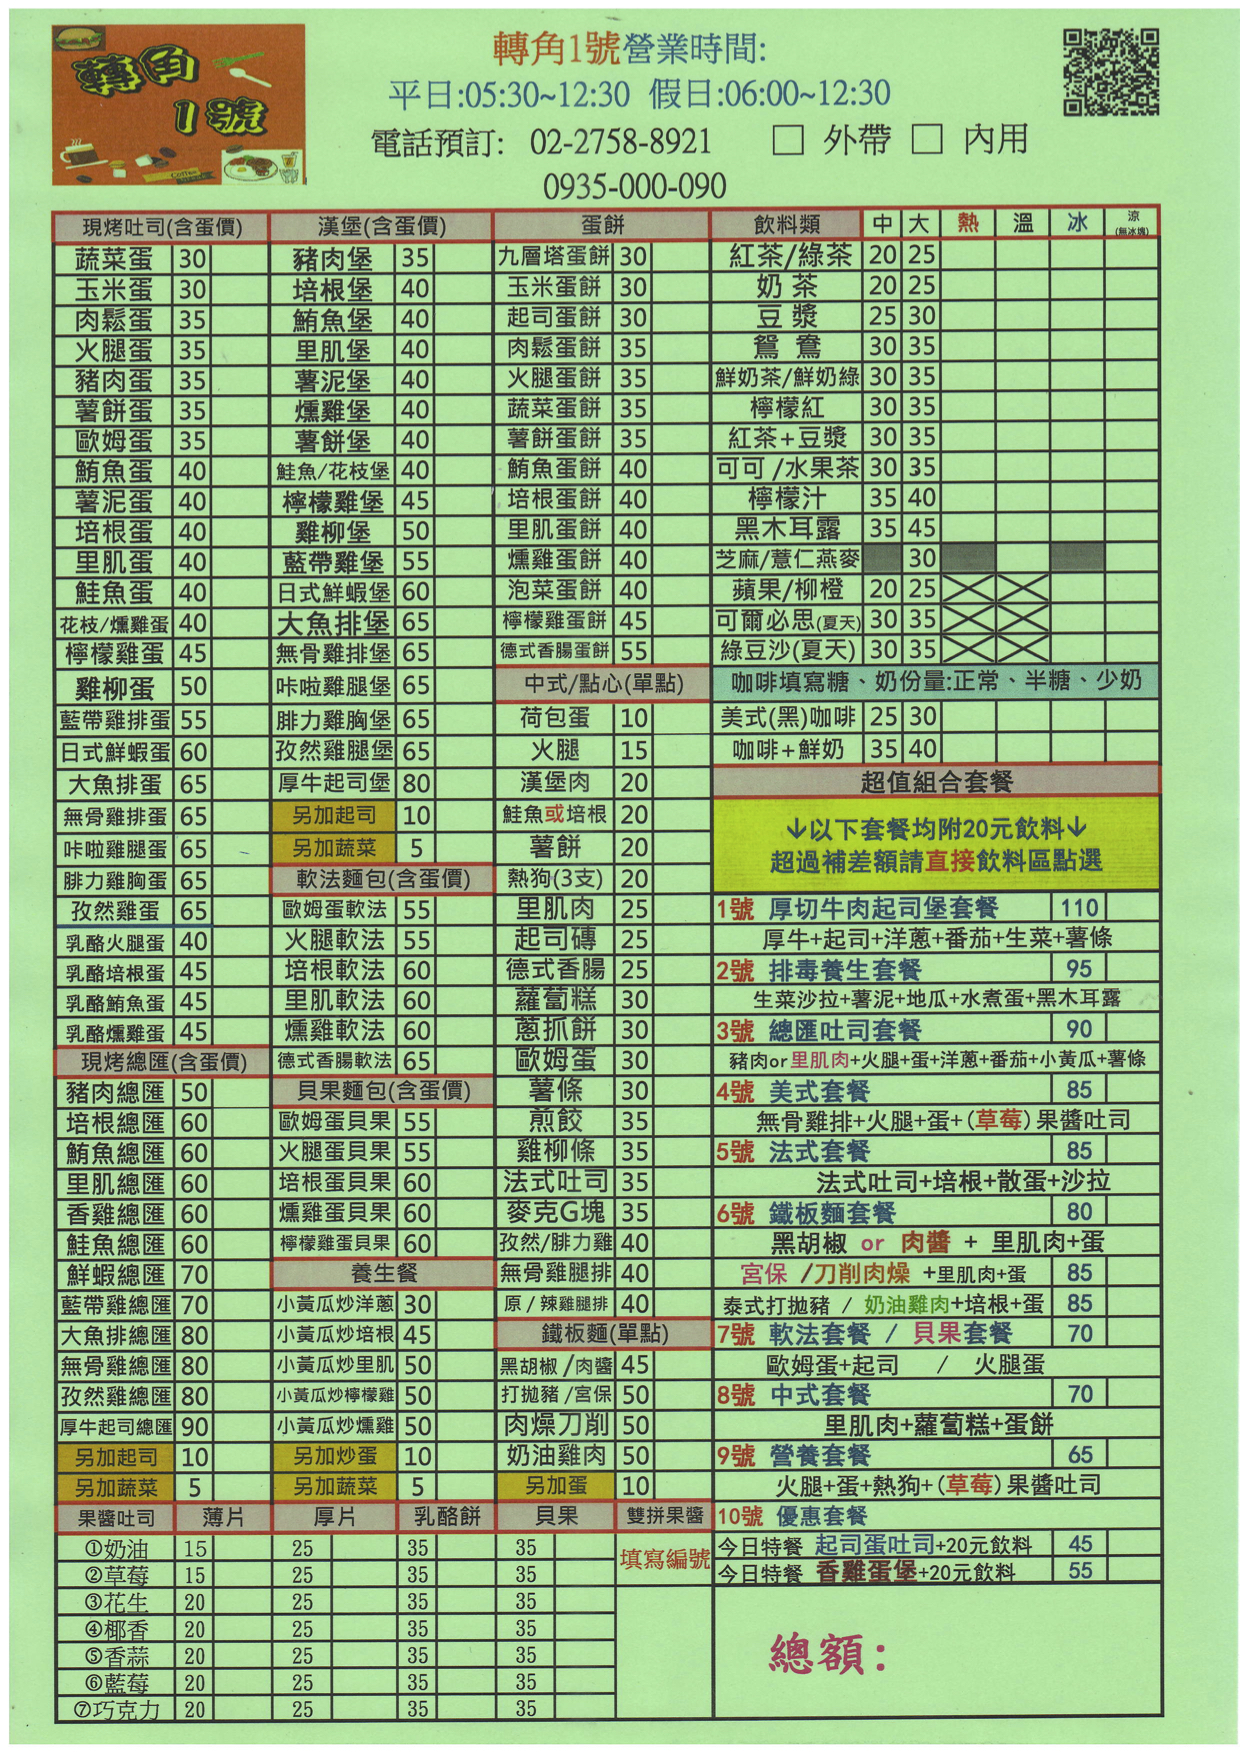 轉角
1號
Coffee
轉角1號營業時間:
平日:05:30~12:30 假日:06:00~12:30
電話預訂: 02-2758-8921 □ 外帶 □ 內用
0935-000-090
現烤吐司(含蛋價)
蔬菜蛋 30
玉米蛋 30
肉鬆蛋 35
火腿蛋 35
豬肉蛋 35
薯餅蛋 35
歐姆蛋 35
鮪魚蛋 40
薯泥蛋 40
培根蛋 40
里肌蛋 40
鮭魚蛋 40
花枝/燻雞蛋 40
檸檬雞蛋 45
雞柳蛋 50
藍帶雞排蛋 55
日式鮮蝦蛋 60
大魚排蛋 65
無骨雞排蛋 65
咔啦雞腿蛋 65
腓力雞胸蛋 65
孜然雞蛋 65
乳酪火腿蛋 40
乳酪培根蛋 45
乳酪鮪魚蛋 45
乳酪燻雞蛋 45
現烤總匯(含蛋價)
豬肉總匯 50
培根總匯 60
鮪魚總匯 60
里肌總匯 60
香雞總匯 60
鮭魚總匯 60
鮮蝦總匯 70
藍帶雞總匯 70
大魚排總匯 80
無骨雞總匯 80
孜然雞總匯 80
厚牛起司總匯 90
另加起司 10
另加蔬菜 5
漢堡(含蛋價)
豬肉堡 35
培根堡 40
鮪魚堡 40
里肌堡 40
薯泥堡 40
燻雞堡 40
薯餅堡 40
鮭魚/花枝堡 40
檸檬雞堡 45
雞柳堡 50
藍帶雞堡 55
日式鮮蝦堡 60
大魚排堡 65
無骨雞排堡 65
咔啦雞腿堡 65
腓力雞胸堡 65
孜然雞腿堡 65
厚牛起司堡 80
另加起司 10
另加蔬菜 5
軟法麵包(含蛋價)
歐姆蛋軟法 55
火腿軟法 55
培根軟法 60
里肌軟法 60
燻雞軟法 60
德式香腸軟法 65
貝果麵包(含蛋價)
歐姆蛋貝果 55
火腿蛋貝果 55
培根蛋貝果 60
燻雞蛋貝果 60
檸檬雞蛋貝果 60
養生餐
小黃瓜炒洋蔥 30
小黃瓜炒培根 45
小黃瓜炒里肌 50
小黃瓜炒檸檬雞 50
小黃瓜炒燻雞 50
另加炒蛋 10
另加蔬菜 5
蛋餅
九層塔蛋餅 30
玉米蛋餅 30
起司蛋餅 30
肉鬆蛋餅 35
火腿蛋餅 35
蔬菜蛋餅 35
薯餅蛋餅 35
鮪魚蛋餅 40
培根蛋餅 40
里肌蛋餅 40
燻雞蛋餅 40
泡菜蛋餅 40
檸檬雞蛋餅 45
德式香腸蛋餅 55
中式/點心(單點)
荷包蛋 10
火腿 15
漢堡肉 20
鮭魚或培根 20
薯餅 20
熱狗(3支) 20
里肌肉 25
起司磚 25
德式香腸 25
蘿蔔糕 30
蔥抓餅 30
歐姆蛋 30
薯條 30
煎餃 35
雞柳條 35
法式吐司 35
麥克G塊 35
孜然/腓力雞 40
無骨雞腿排 40
原/辣雞腿排 40
鐵板麵(單點)
黑胡椒/肉醬 45
打拋豬/宮保 50
肉燥刀削 50
奶油雞肉 50
另加蛋 10
飲料類 中 大 熱 溫 冰 涼(無冰塊)
紅茶/綠茶 20 25
奶 茶 20 25
豆 漿 25 30
鴛 鴦 30 35
鮮奶茶/鮮奶綠 30 35
檸檬紅 30 35
紅茶+豆漿 30 35
可可/水果茶 30 35
檸檬汁 35 40
黑木耳露 35 45
芝麻/薏仁燕麥 30
蘋果/柳橙 20 25
可爾必思(夏天) 30 35
綠豆沙(夏天) 30 35
咖啡填寫糖、奶份量:正常、半糖、少奶
美式(黑)咖啡 25 30
咖啡+鮮奶 35 40
超值組合套餐
↓以下套餐均附20元飲料↓
超過補差額請直接飲料區點選
1號 厚切牛肉起司堡套餐 110
厚牛+起司+洋蔥+番茄+生菜+薯條
2號 排毒養生套餐 95
生菜沙拉+薯泥+地瓜+水煮蛋+黑木耳露
3號 總匯吐司套餐 90
豬肉or里肌肉+火腿+蛋+洋蔥+番茄+小黃瓜+薯條
4號 美式套餐 85
無骨雞排+火腿+蛋+(草莓)果醬吐司
5號 法式套餐 85
法式吐司+培根+散蛋+沙拉
6號 鐵板麵套餐 80
黑胡椒 or 肉醬 + 里肌肉+蛋
宮保 /刀削肉燥 +里肌肉+蛋 85
泰式打拋豬 / 奶油雞肉+培根+蛋 85
7號 軟法套餐 / 貝果套餐 70
歐姆蛋+起司 / 火腿蛋
8號 中式套餐 70
里肌肉+蘿蔔糕+蛋餅
9號 營養套餐 65
火腿+蛋+熱狗+(草莓)果醬吐司
10號 優惠套餐
今日特餐 起司蛋吐司+20元飲料 45
今日特餐 香雞蛋堡+20元飲料 55
總額:
果醬吐司 薄片 厚片 乳酪餅 貝果 雙拼果醬
①奶油 15 25 35 35 填寫編號
②草莓 15 25 35 35
③花生 20 25 35 35
④椰香 20 25 35 35
⑤香蒜 20 25 35 35
⑥藍莓 20 25 35 35
⑦巧克力 20 25 35 35